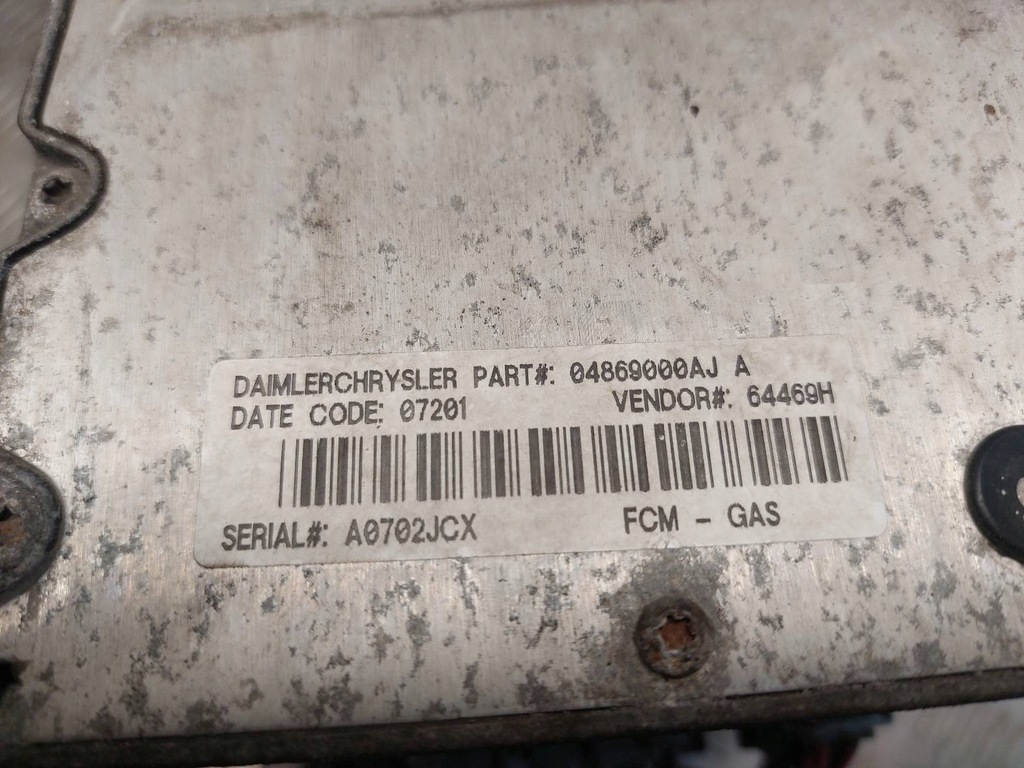 DAIMLERCHRYSLER PART#: 04869000AJ A
DATE CODE: 07201 VENDOR#: 64469H
SERIAL#: A0702JCX FCM - GAS